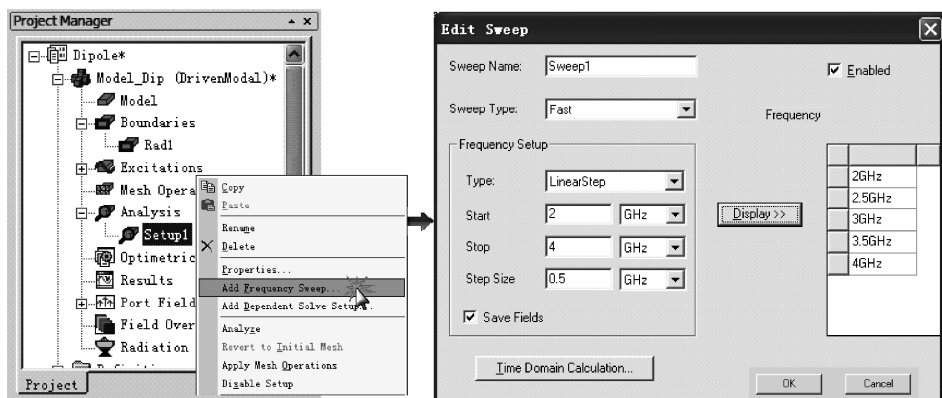 Project Manager
Dipole*
Model_Dip (DrivenModal)*
Model
Boundaries
Rad1
Excitations
Mesh Opera
Analysis
Setup1
Optimetric
Results
Port Field
Field Over
Radiation
Project
Copy
Paste
Rename
Delete
Properties...
Add Frequency Sweep...
Add Dependent Solve Setup...
Analyze
Revert to Initial Mesh
Apply Mesh Operations
Disable Setup
Edit Sweep
Sweep Name: Sweep1
Enabled
Sweep Type: Fast
Frequency
Frequency Setup
Type: LinearStep
Start 2 GHz
Stop 4 GHz
Step Size 0.5 GHz
Save Fields
Display >>
2GHz
2.5GHz
3GHz
3.5GHz
4GHz
Time Domain Calculation...
OK
Cancel